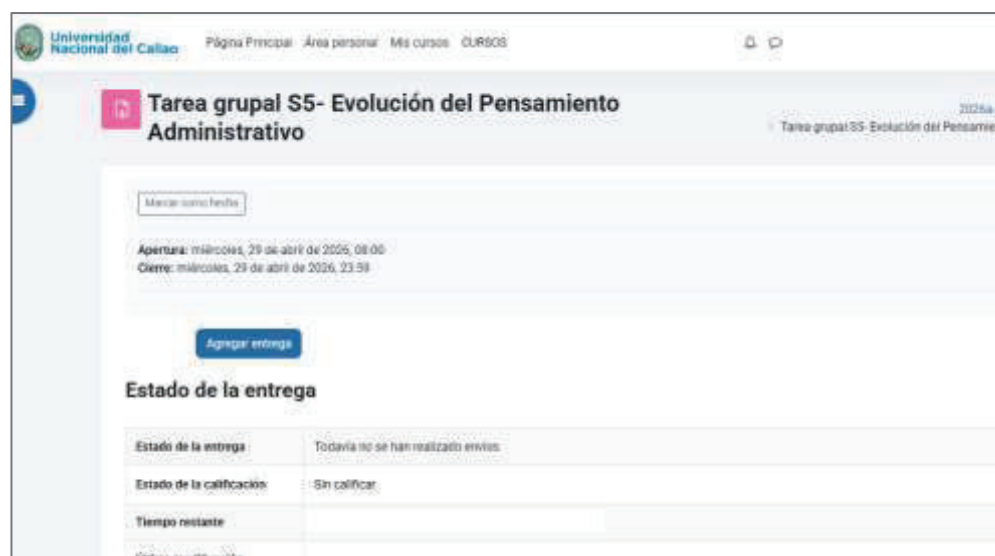 Universidad
Nacional del Callao
Página Principal Área personal Mis cursos CURSOS
Tarea grupal S5- Evolución del Pensamiento
Administrativo
2026a
Tarea grupal S5- Evolución del Pensamie
Marcar como hecha
Apertura: miércoles, 29 de abril de 2026, 08:00
Cierre: miércoles, 29 de abril de 2026, 23:59
Agregar entrega
Estado de la entrega
Estado de la entrega Todavía no se han realizado envíos
Estado de la calificación Sin calificar
Tiempo restante